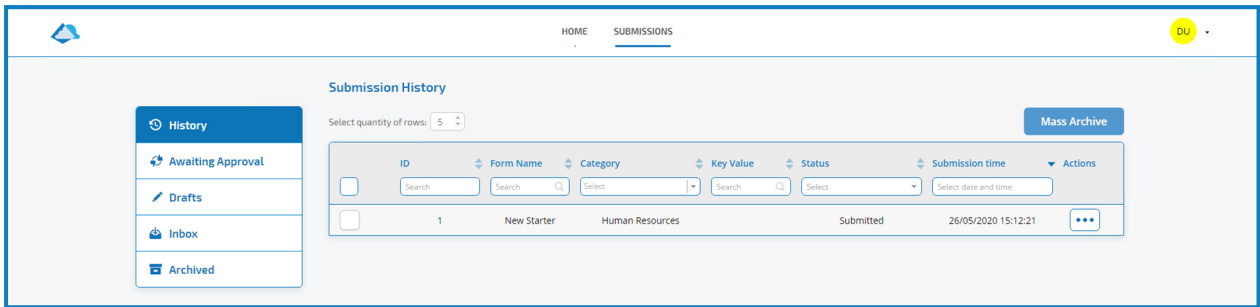 HOME SUBMISSIONS DU
Submission History
Select quantity of rows: 5
Mass Archive
History
Awaiting Approval
Drafts
Inbox
Archived
ID Form Name Category Key Value Status Submission time Actions
Search Search Select Search Select Select date and time
1 New Starter Human Resources Submitted 26/05/2020 15:12:21